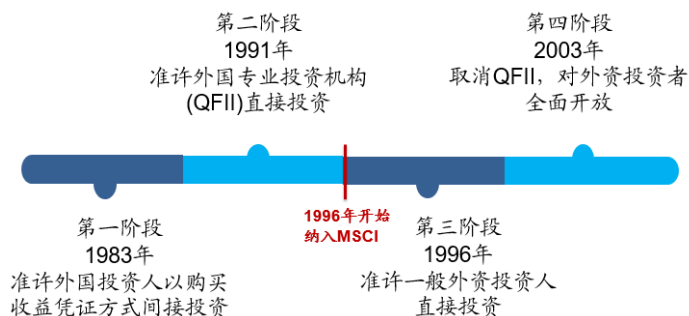 第二阶段
1991年
准许外国专业投资机构
(QFII)直接投资
第四阶段
2003年
取消QFII，对外资投资者
全面开放
1996年开始
纳入MSCI
第一阶段
1983年
准许外国投资人以购买
收益凭证方式间接投资
第三阶段
1996年
准许一般外资投资人
直接投资